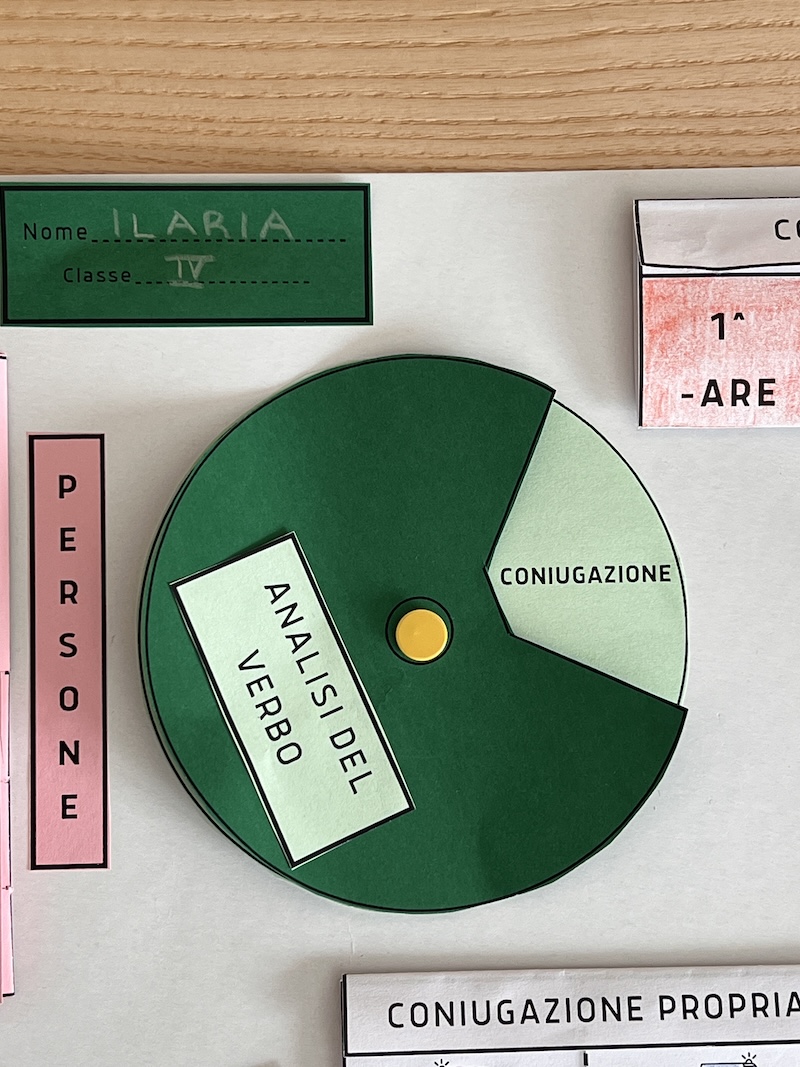 Nome ILARIA
Classe IV
1^
-ARE
PERSONE
CONIUGAZIONE
ANALISI DEL
VERBO
CONIUGAZIONE PROPRIA